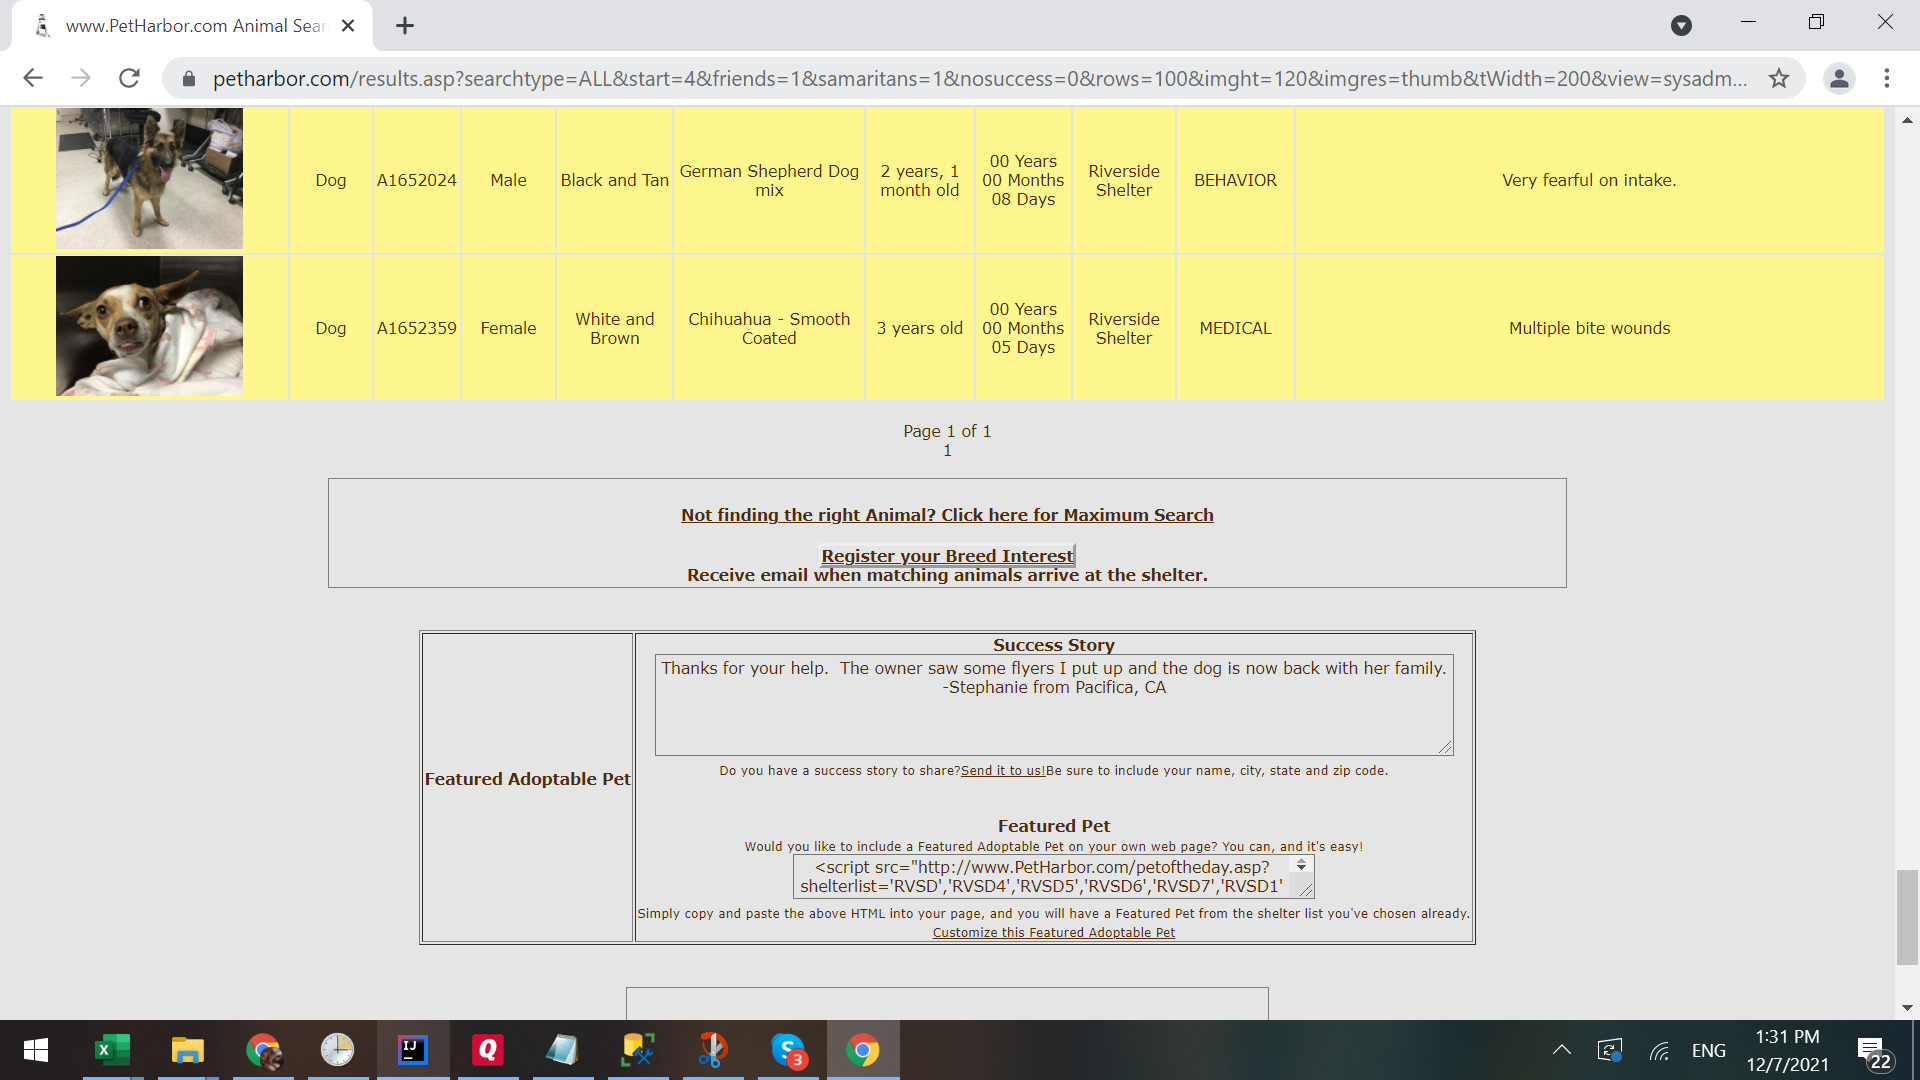 www.PetHarbor.com Animal Sear
petharbor.com/results.asp?searchtype=ALL&start=4&friends=1&samaritans=1&nosuccess=0&rows=100&imght=120&imgres=thumb&tWidth=200&view=sysadm...
Dog A1652024 Male Black and Tan German Shepherd Dog mix 2 years, 1 month old 00 Years 00 Months 08 Days Riverside Shelter BEHAVIOR Very fearful on intake.
Dog A1652359 Female White and Brown Chihuahua - Smooth Coated 3 years old 00 Years 00 Months 05 Days Riverside Shelter MEDICAL Multiple bite wounds
Page 1 of 1
1
Not finding the right Animal? Click here for Maximum Search
Register your Breed Interest
Receive email when matching animals arrive at the shelter.
Featured Adoptable Pet
Success Story
Thanks for your help.  The owner saw some flyers I put up and the dog is now back with her family.
-Stephanie from Pacifica, CA
Do you have a success story to share?Send it to us!Be sure to include your name, city, state and zip code.
Featured Pet
Would you like to include a Featured Adoptable Pet on your own web page? You can, and it's easy!
<script src="http://www.PetHarbor.com/petoftheday.asp?
shelterlist='RVSD','RVSD4','RVSD5','RVSD6','RVSD7','RVSD1'
Simply copy and paste the above HTML into your page, and you will have a Featured Pet from the shelter list you've chosen already.
Customize this Featured Adoptable Pet
X
IJ
Q
S
3
ENG
1:31 PM
12/7/2021
22